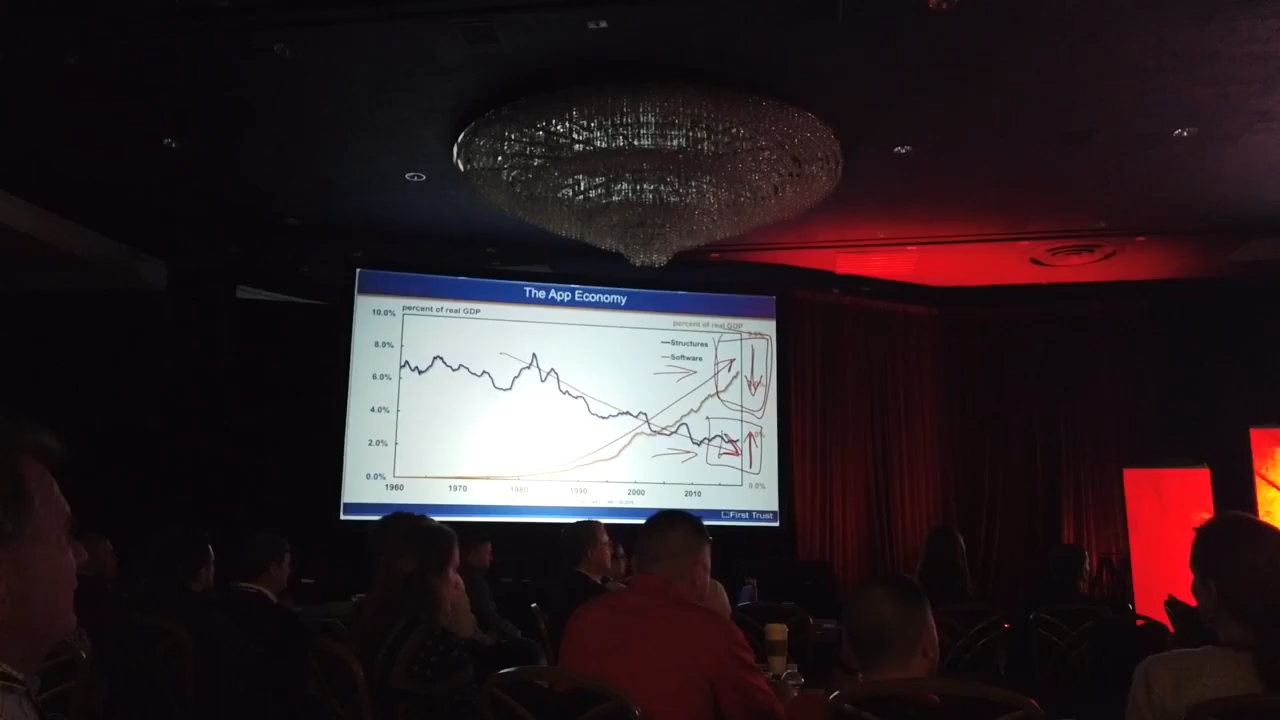 The App Economy
percent of real GDP
percent of real GDP
10.0%
8.0%
6.0%
4.0%
2.0%
0.0%
Structures
Software
0.0%
1960
1970
1980
1990
2000
2010
First Trust